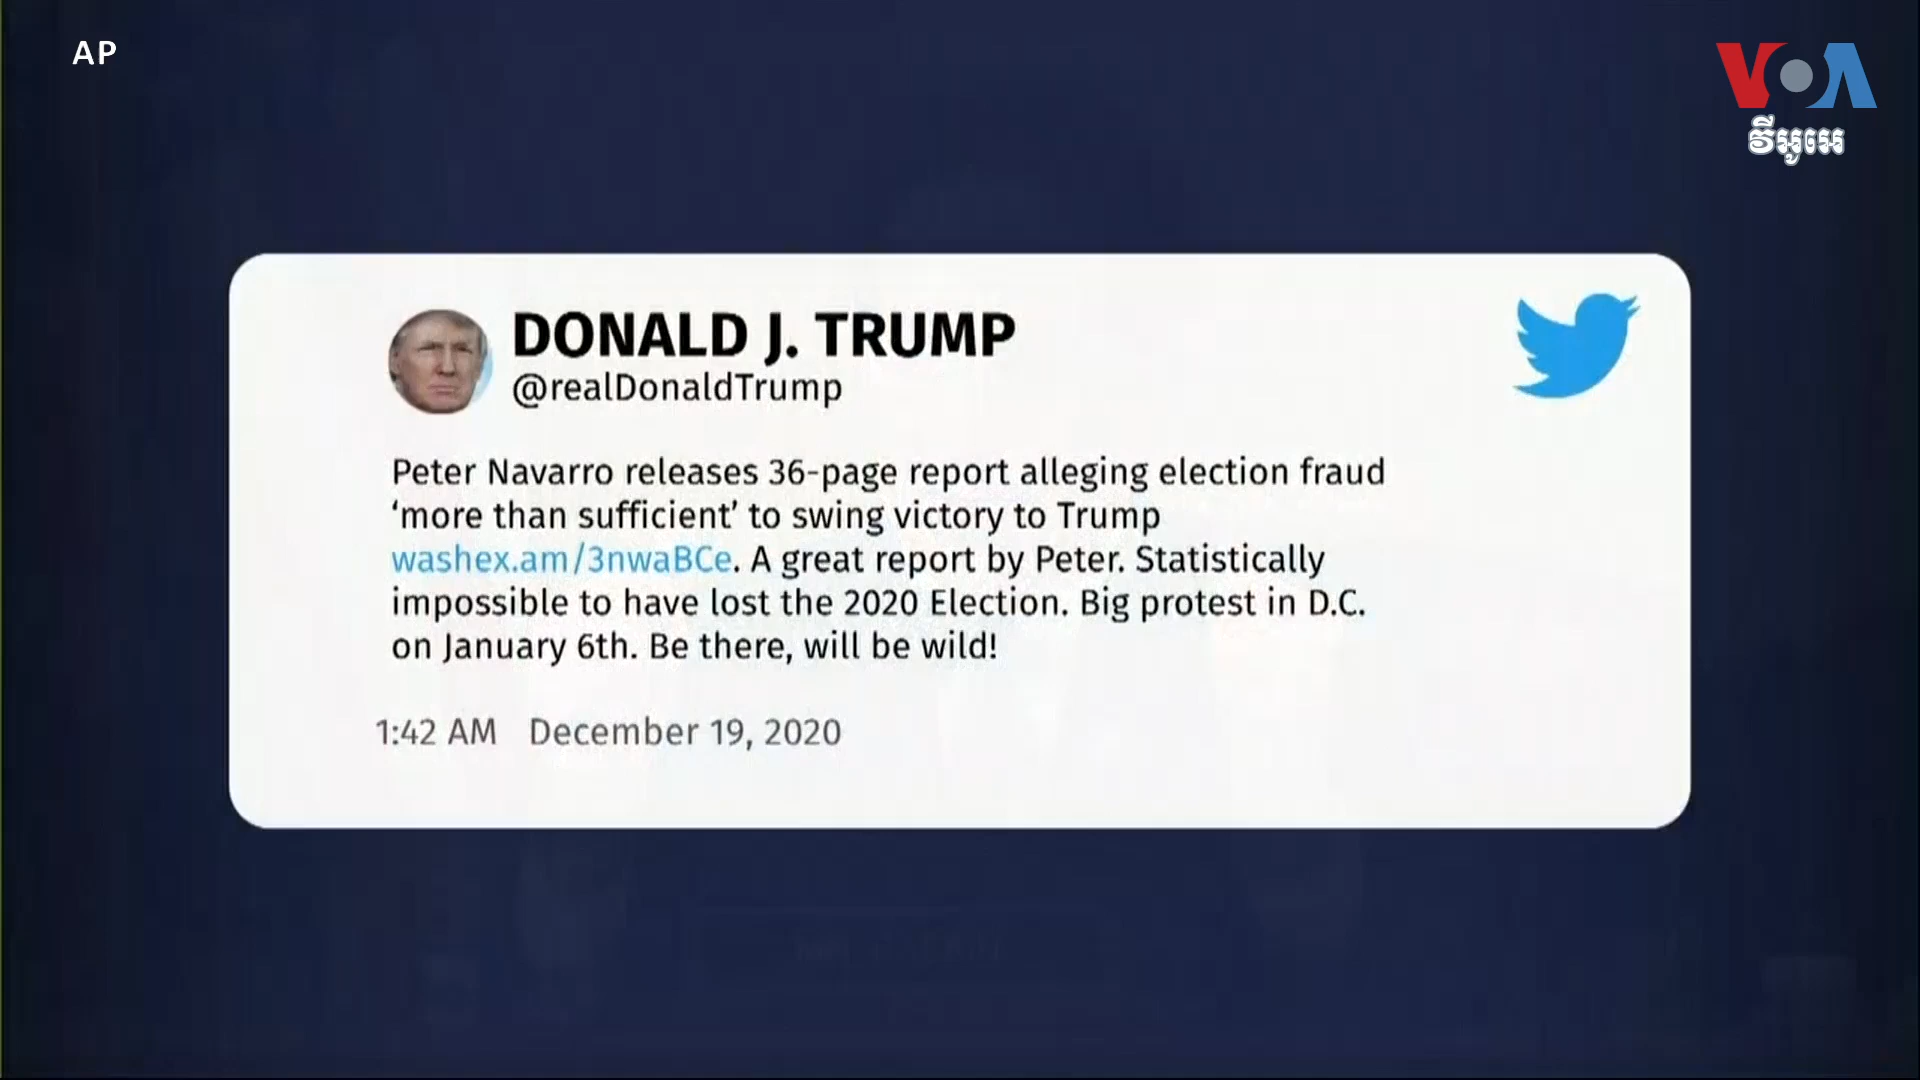 AP
VOA
វីអូអេ
DONALD J. TRUMP
@realDonaldTrump
Peter Navarro releases 36-page report alleging election fraud
‘more than sufficient’ to swing victory to Trump
washex.am/3nwaBCe. A great report by Peter. Statistically
impossible to have lost the 2020 Election. Big protest in D.C.
on January 6th. Be there, will be wild!
1:42 AM December 19, 2020